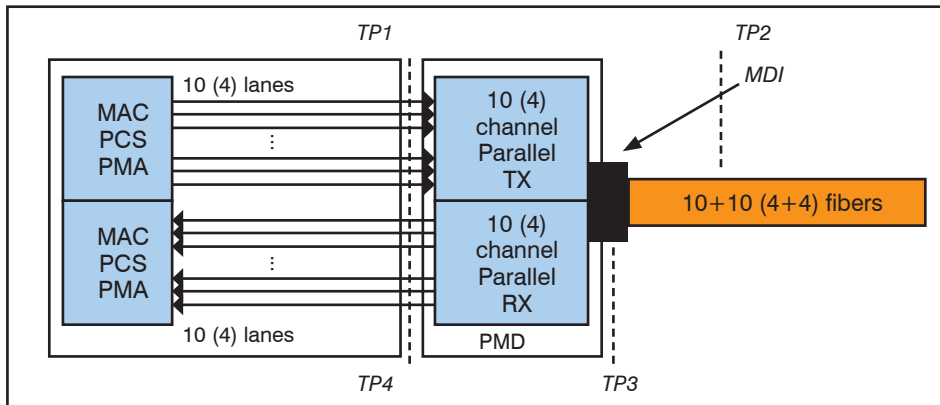 TP1
TP2
MDI
10 (4) lanes
MAC
PCS
PMA
...
10 (4)
channel
Parallel
TX
10+10 (4+4) fibers
MAC
PCS
PMA
...
10 (4)
channel
Parallel
RX
10 (4) lanes
PMD
TP4
TP3